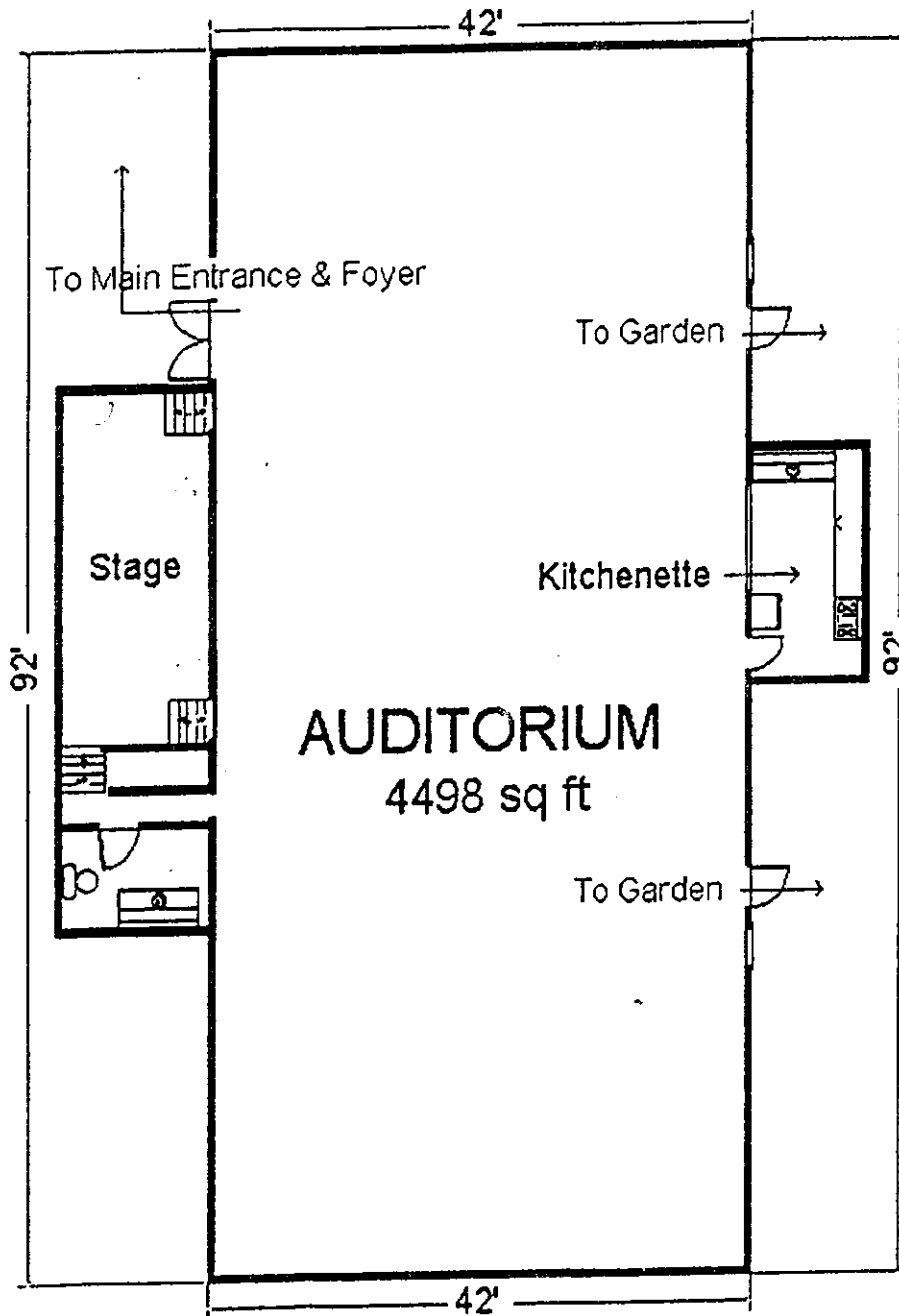 42'
To Main Entrance & Foyer
To Garden
Stage
Kitchenette
92'
92'
AUDITORIUM
4498 sq ft
To Garden
42'